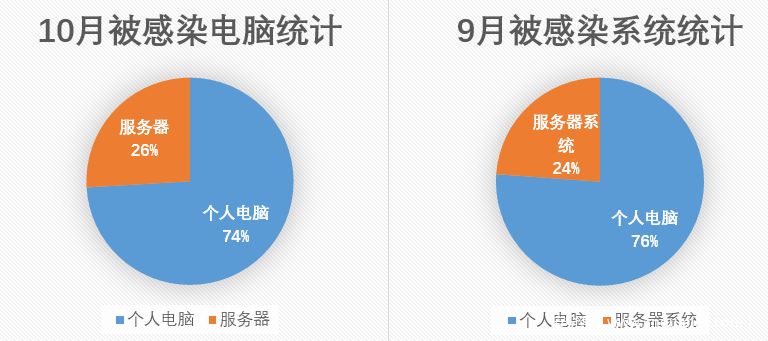 10月被感染电脑统计
服务器
26%
个人电脑
74%
个人电脑 服务器
9月被感染系统统计
服务器系
统
24%
个人电脑
76%
个人电脑 服务器系统